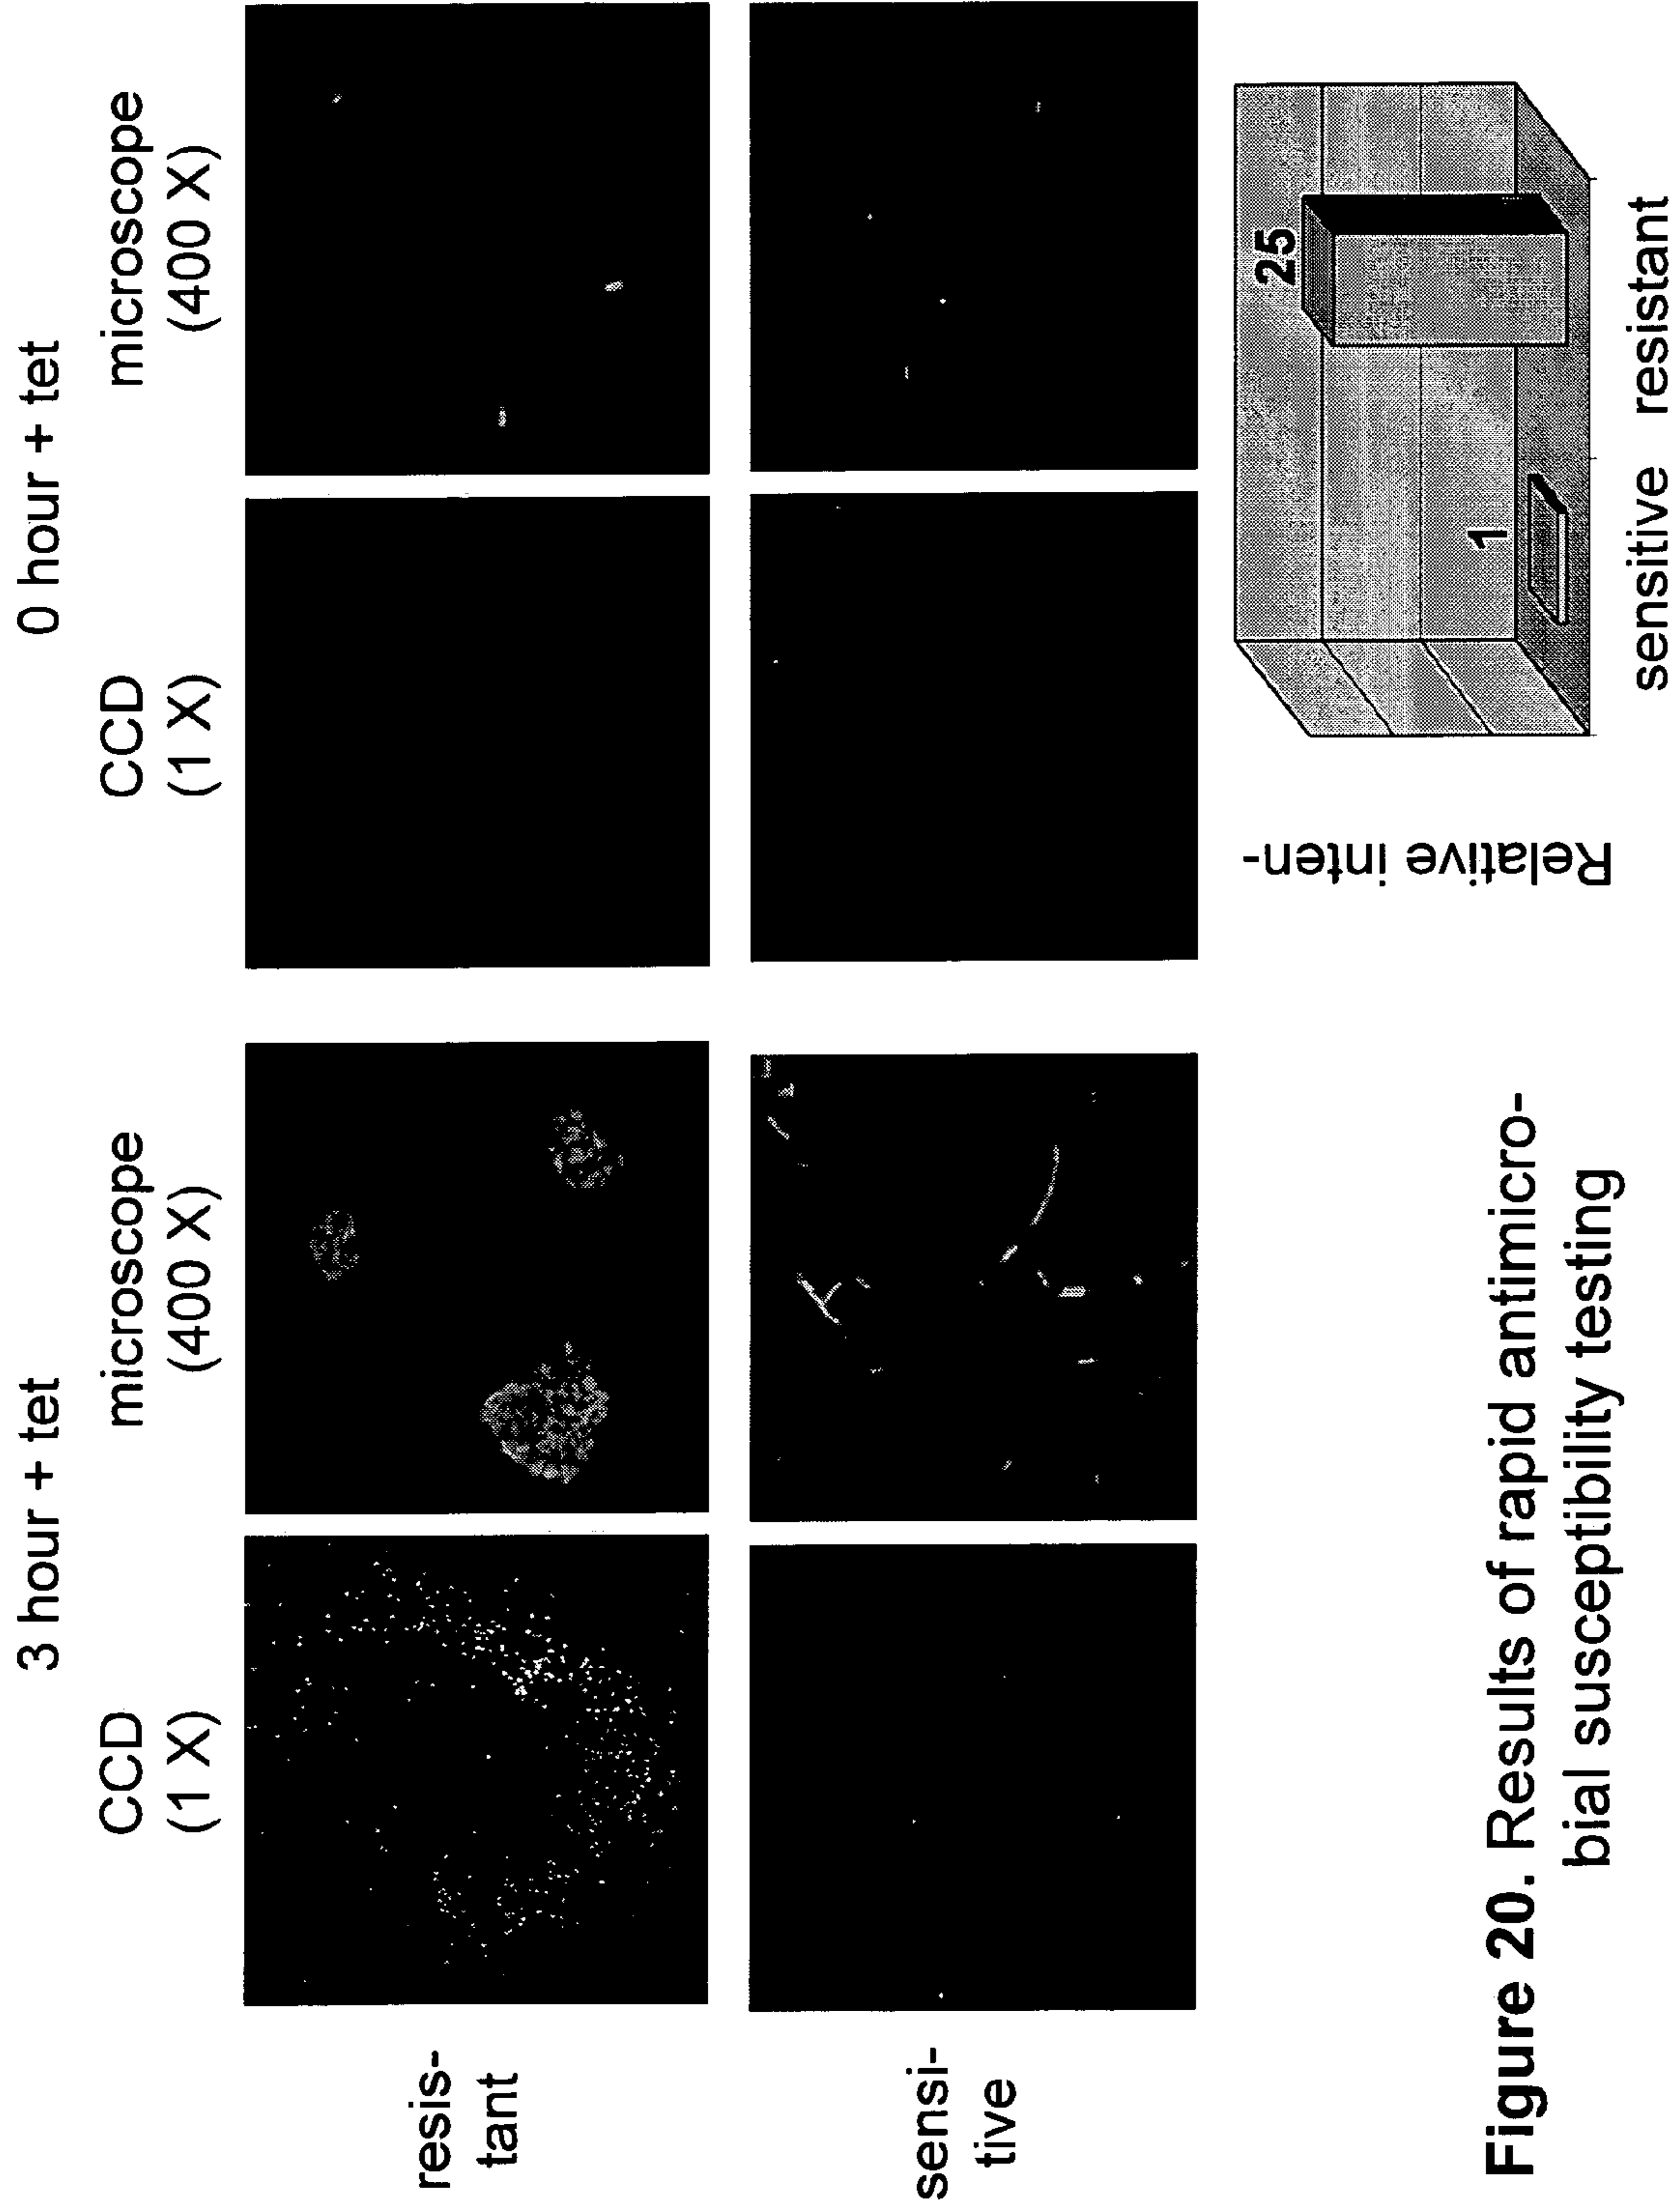 3 hour + tet
0 hour + tet
CCD
(1 X)
microscope
(400 X)
CCD
(1 X)
microscope
(400 X)
resis-
tant
sensi-
tive
Relative inten-
1
25
sensitive resistant
Figure 20. Results of rapid antimicro-
bial susceptibility testing